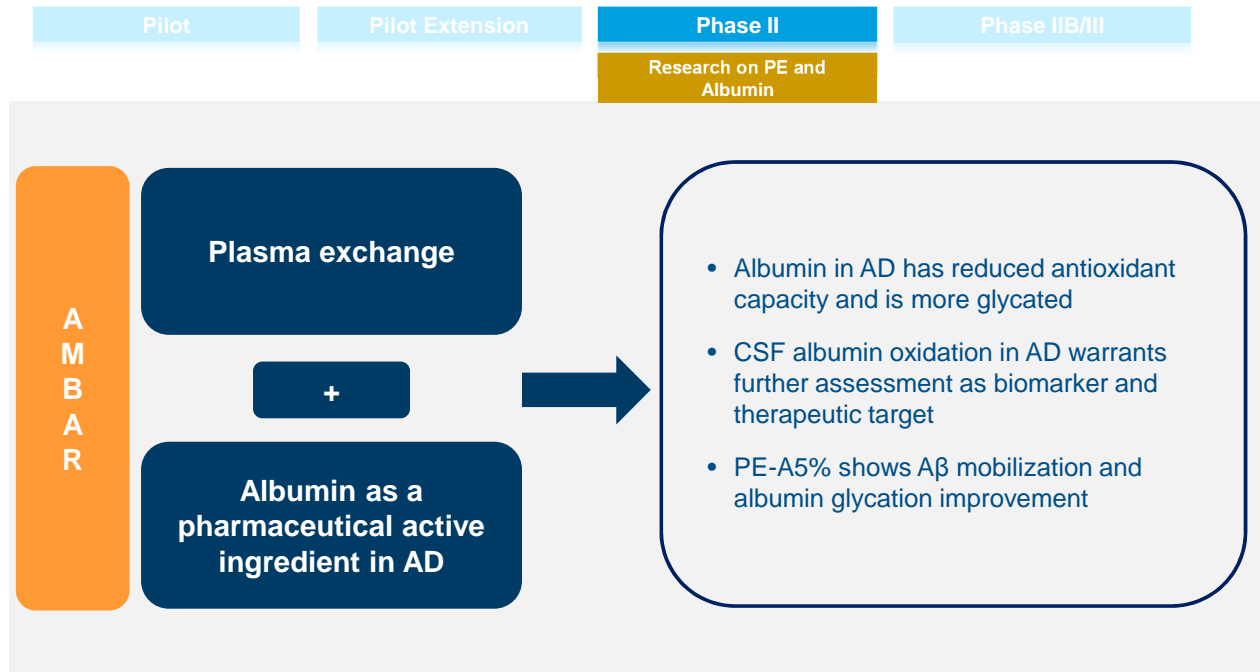 Pilot
Pilot Extension
Phase II
Phase IIB/III
Research on PE and
Albumin
A
M
B
A
R
Plasma exchange
+
Albumin as a
pharmaceutical active
ingredient in AD
• Albumin in AD has reduced antioxidant
capacity and is more glycated
• CSF albumin oxidation in AD warrants
further assessment as biomarker and
therapeutic target
• PE-A5% shows Aβ mobilization and
albumin glycation improvement